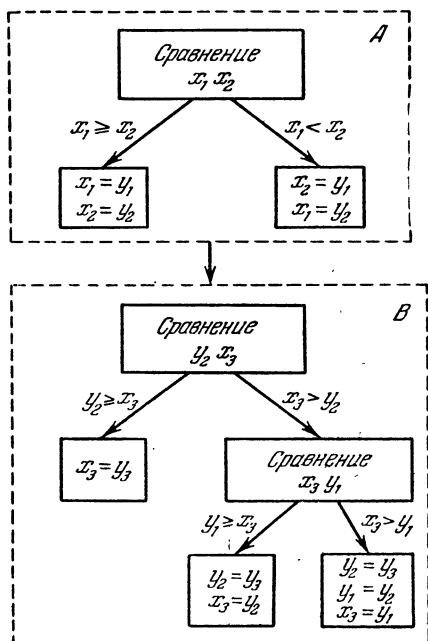 A
Сравнение
x₁ x₂
x₁ ≥ x₂
x₁ < x₂
x₁ = y₁
x₂ = y₂
x₂ = y₁
x₁ = y₂
B
Сравнение
y₂ x₃
y₂ ≥ x₃
x₃ > y₂
x₃ = y₃
Сравнение
x₃ y₁
y₁ ≥ x₃
x₃ > y₁
y₂ = y₃
x₃ = y₂
y₂ = y₃
y₁ = y₂
x₃ = y₁